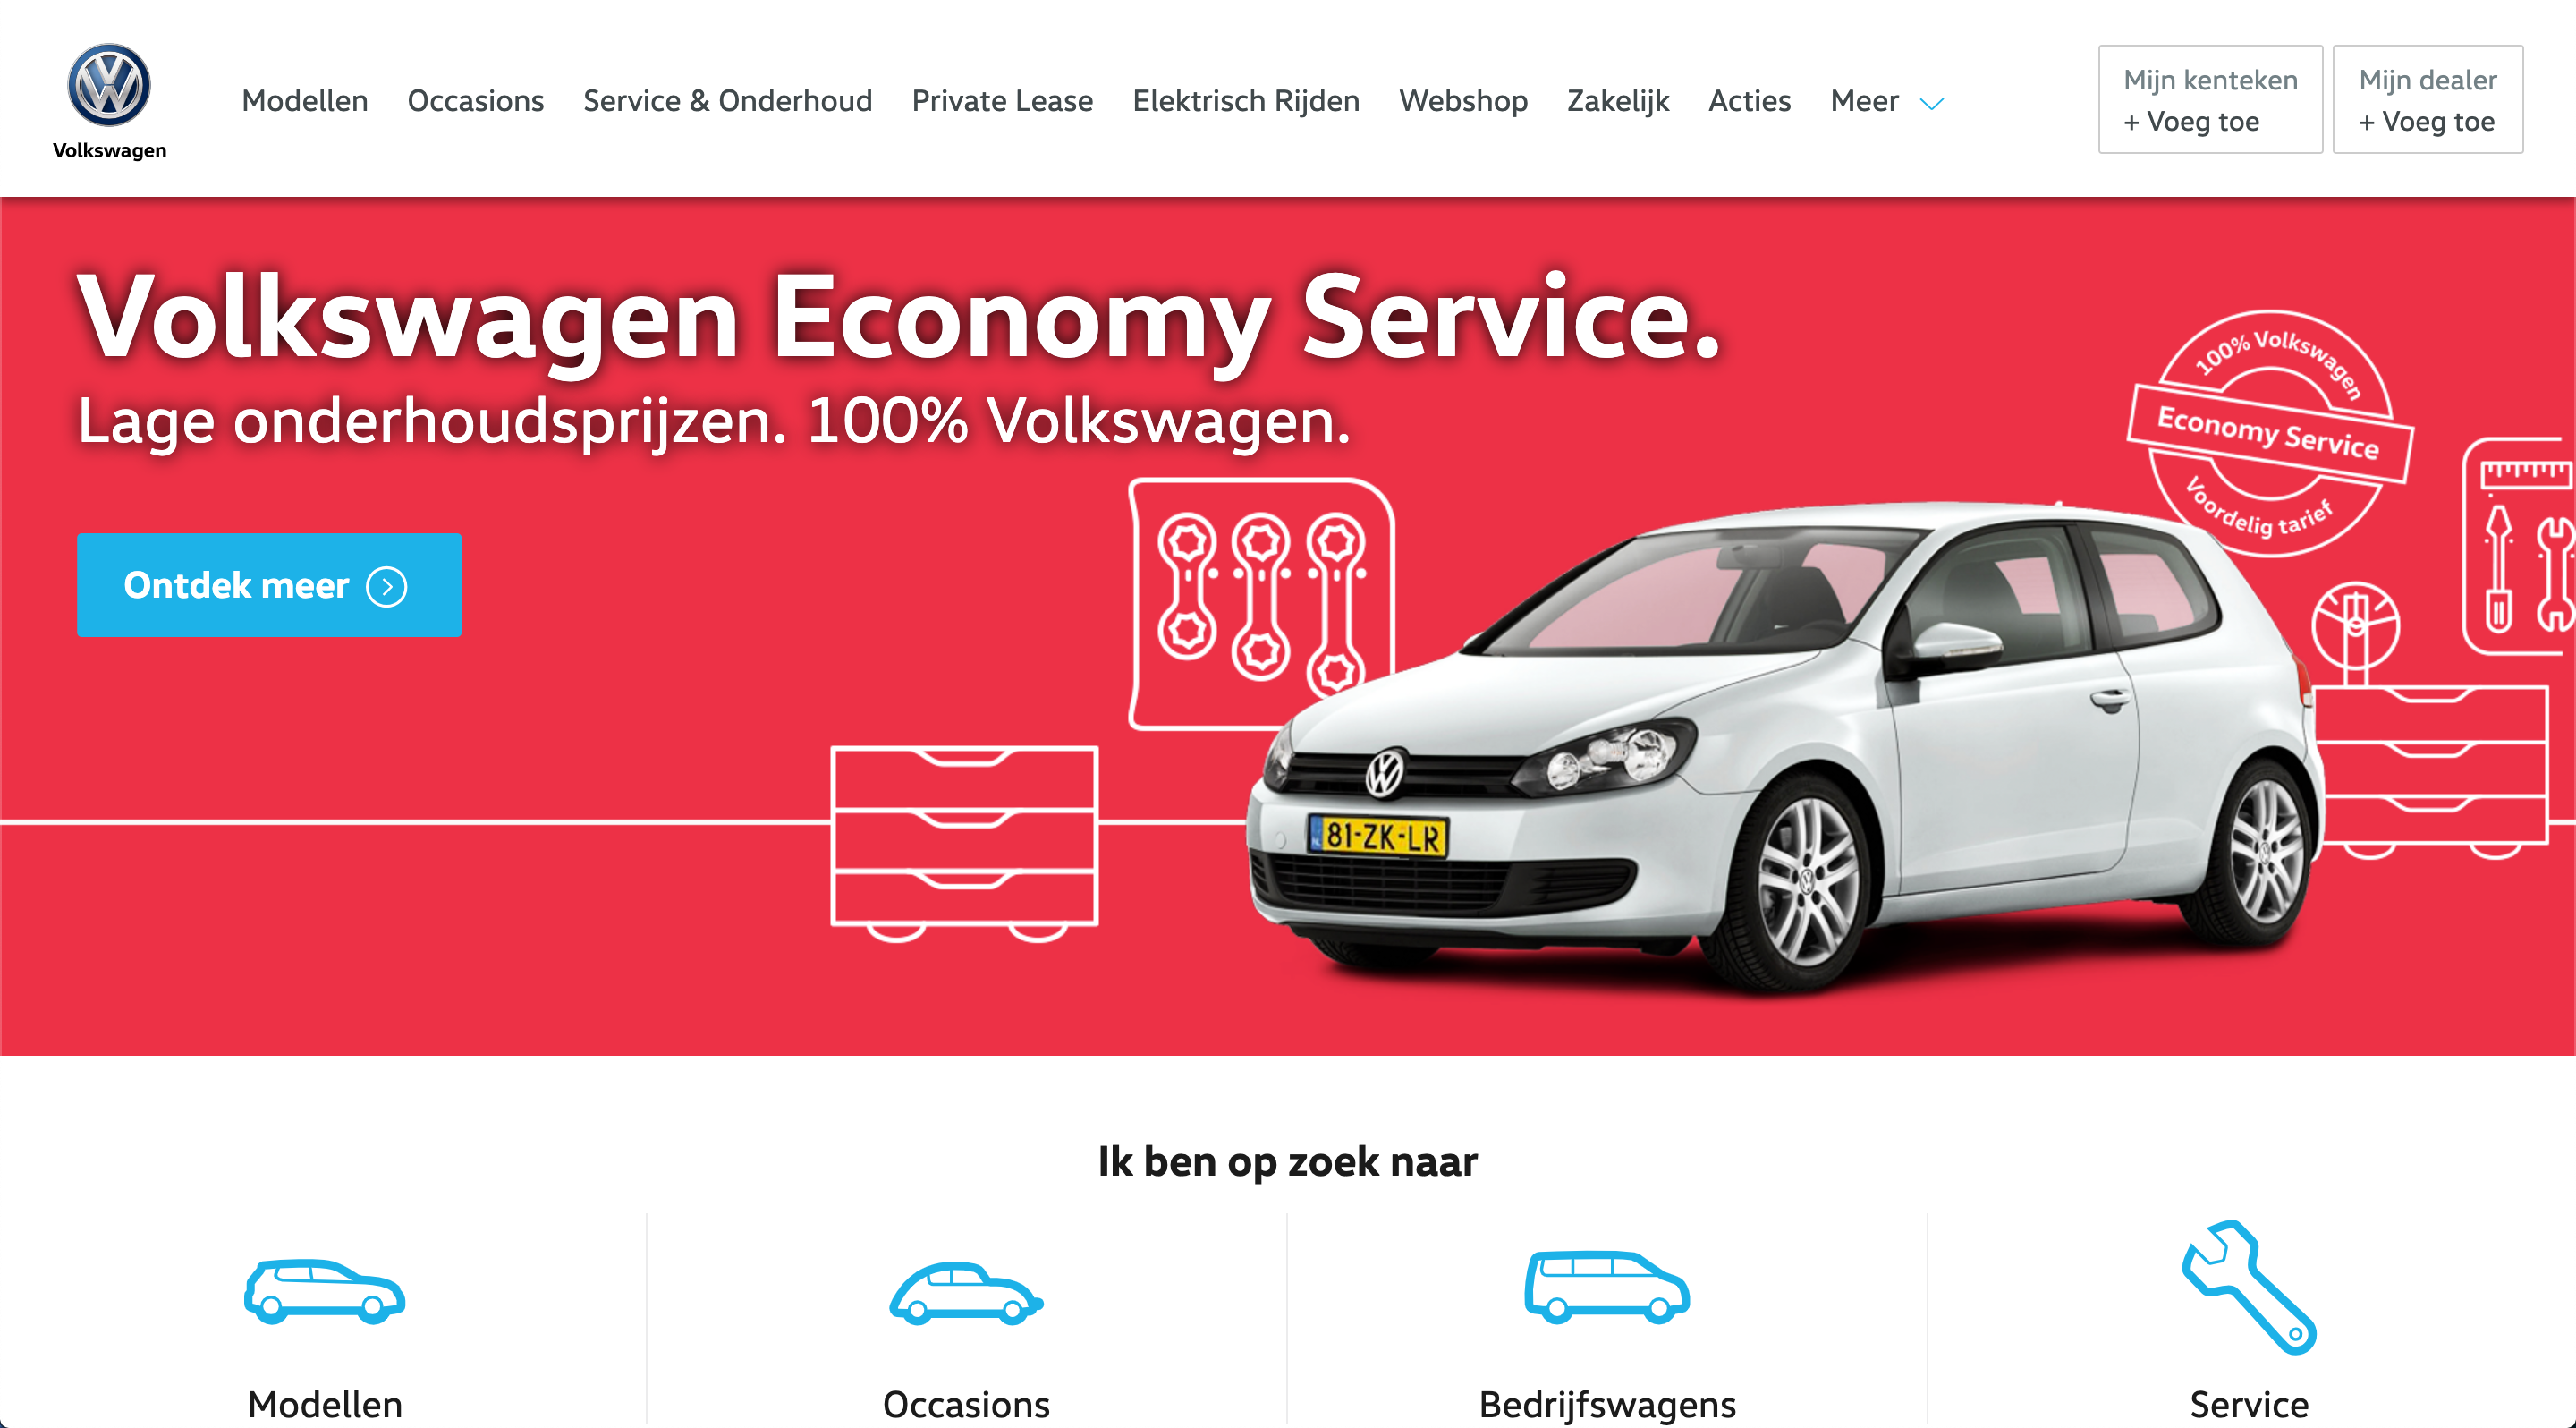 Volkswagen
Modellen
Occasions
Service & Onderhoud
Private Lease
Elektrisch Rijden
Webshop
Zakelijk
Acties
Meer
Mijn kenteken
+ Voeg toe
Mijn dealer
+ Voeg toe
Volkswagen Economy Service.
Lage onderhoudsprijzen. 100% Volkswagen.
Ontdek meer
100% Volkswagen
Economy Service
Voordelig tarief
NL
81-ZK-LR
Ik ben op zoek naar
Modellen
Occasions
Bedrijfswagens
Service